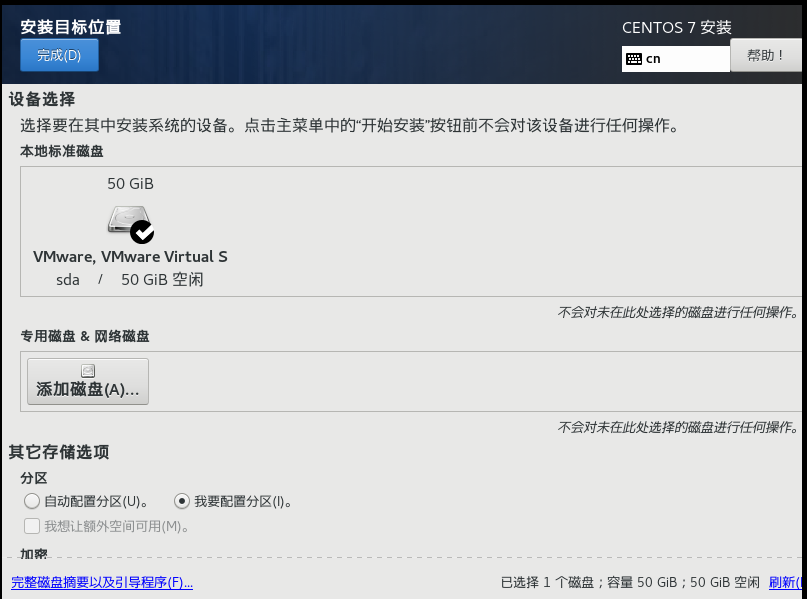 安装目标位置
CENTOS 7 安装
完成(D)
cn
帮助！
设备选择
选择要在其中安装系统的设备。点击主菜单中的“开始安装”按钮前不会对该设备进行任何操作。
本地标准磁盘
50 GiB
VMware, VMware Virtual S
sda / 50 GiB 空闲
不会对未在此处选择的磁盘进行任何操作。
专用磁盘 & 网络磁盘
添加磁盘(A)...
不会对未在此处选择的磁盘进行任何操作。
其它存储选项
分区
自动配置分区(U)。 我要配置分区(I)。
我想让额外空间可用(M)。
加密
完整磁盘摘要以及引导程序(F)... 已选择 1 个磁盘；容量 50 GiB；50 GiB 空闲 刷新(